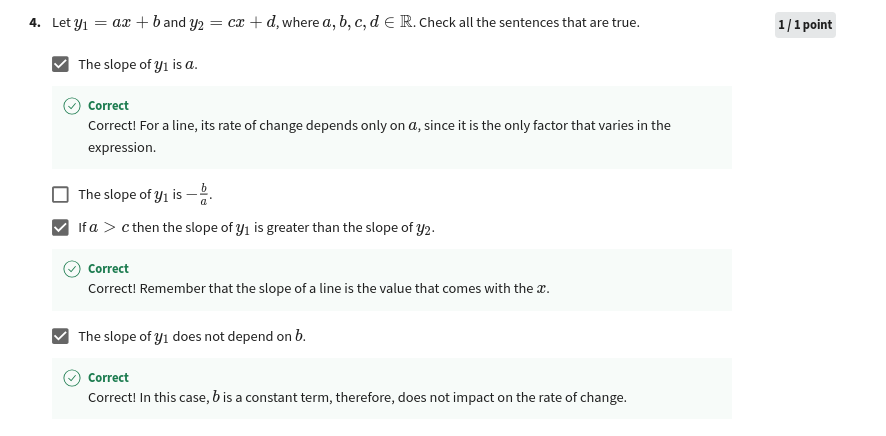 4. Let y₁ = ax + b and y₂ = cx + d, where a, b, c, d ∈ ℝ. Check all the sentences that are true.
1 / 1 point
The slope of y₁ is a.
Correct
Correct! For a line, its rate of change depends only on a, since it is the only factor that varies in the
expression.
The slope of y₁ is −b/a.
If a > c then the slope of y₁ is greater than the slope of y₂.
Correct
Correct! Remember that the slope of a line is the value that comes with the x.
The slope of y₁ does not depend on b.
Correct
Correct! In this case, b is a constant term, therefore, does not impact on the rate of change.